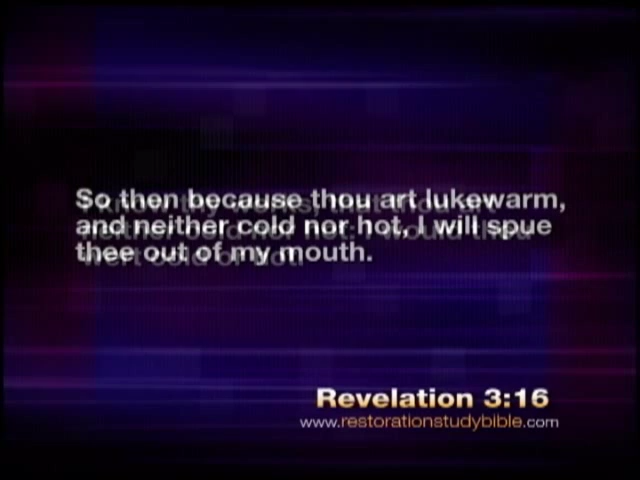 So then because thou art lukewarm,
and neither cold nor hot, I will spue
thee out of my mouth.
Revelation 3:16
www.restorationstudybible.com